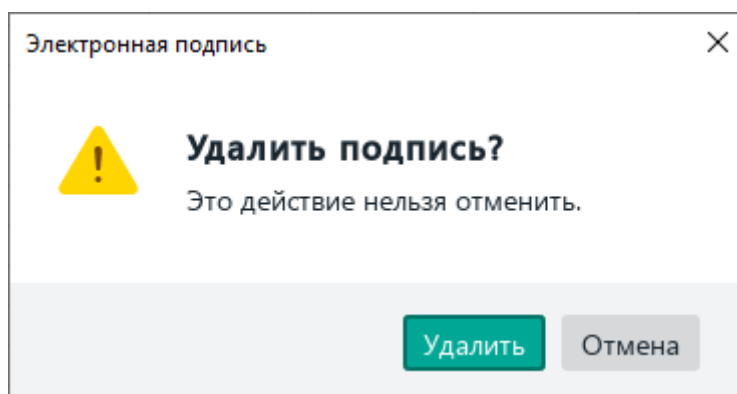 Электронная подпись
Удалить подпись?
Это действие нельзя отменить.
Удалить Отмена